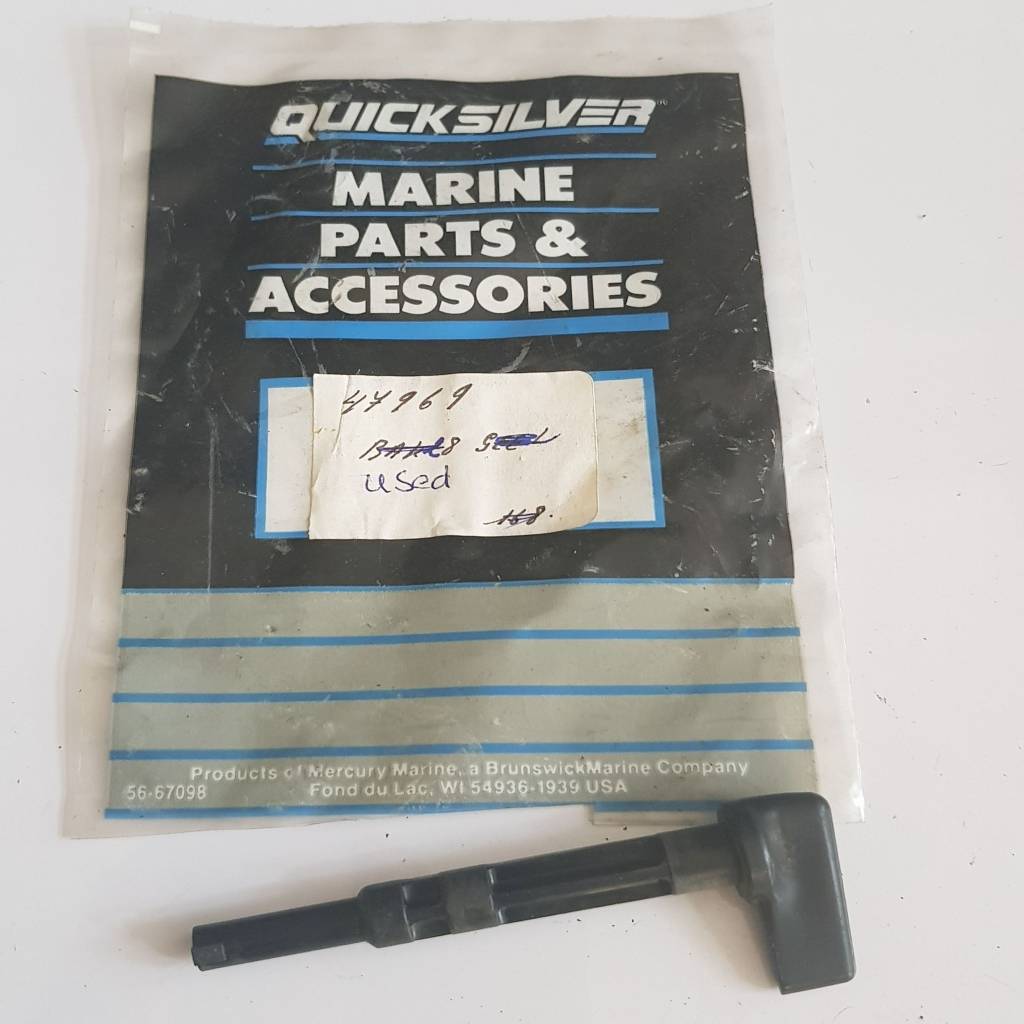 QUICKSILVER
MARINE
PARTS &
ACCESSORIES
47969
used
Products of Mercury Marine, a BrunswickMarine Company
56-67098 Fond du Lac, WI 54936-1939 USA